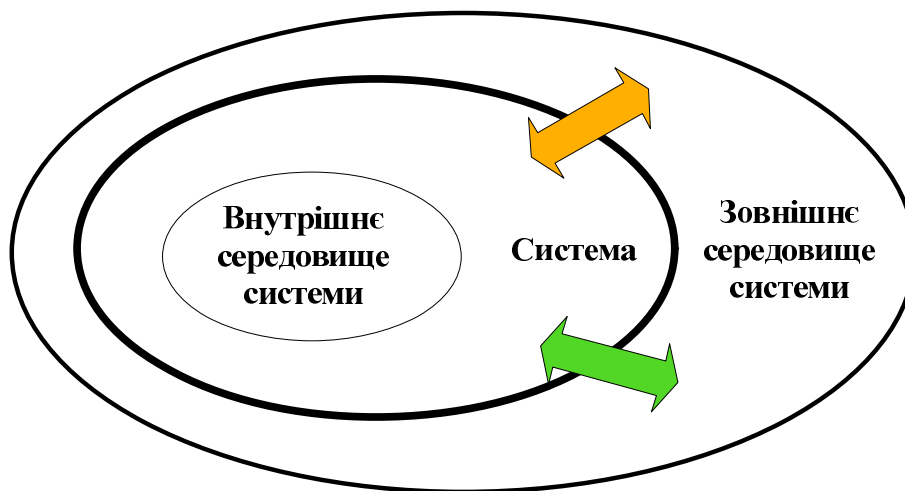 Внутрішнє
середовище
системи
Система
Зовнішнє
середовище
системи